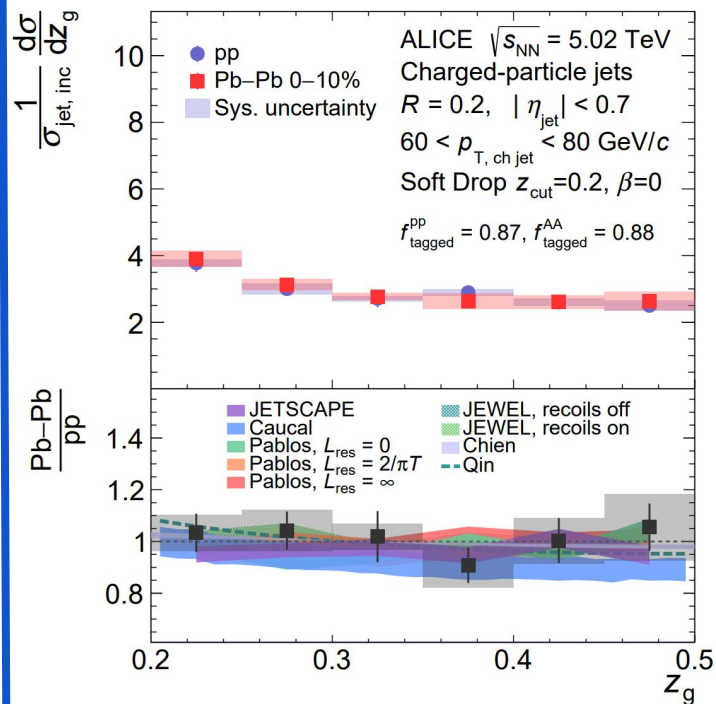 1/σjet, inc dσ/dzg
10
8
6
4
2
pp
Pb–Pb 0–10%
Sys. uncertainty
ALICE √sNN = 5.02 TeV
Charged-particle jets
R = 0.2, | ηjet| < 0.7
60 < pT, ch jet < 80 GeV/c
Soft Drop zcut=0.2, β=0
fpptagged = 0.87, fAAtagged = 0.88
Pb–Pb/pp
1.4
1.2
1
0.8
JETSCAPE
Caucal
Pablos, Lres = 0
Pablos, Lres = 2/πT
Pablos, Lres = ∞
JEWEL, recoils off
JEWEL, recoils on
Chien
Qin
0.2 0.3 0.4 0.5
zg